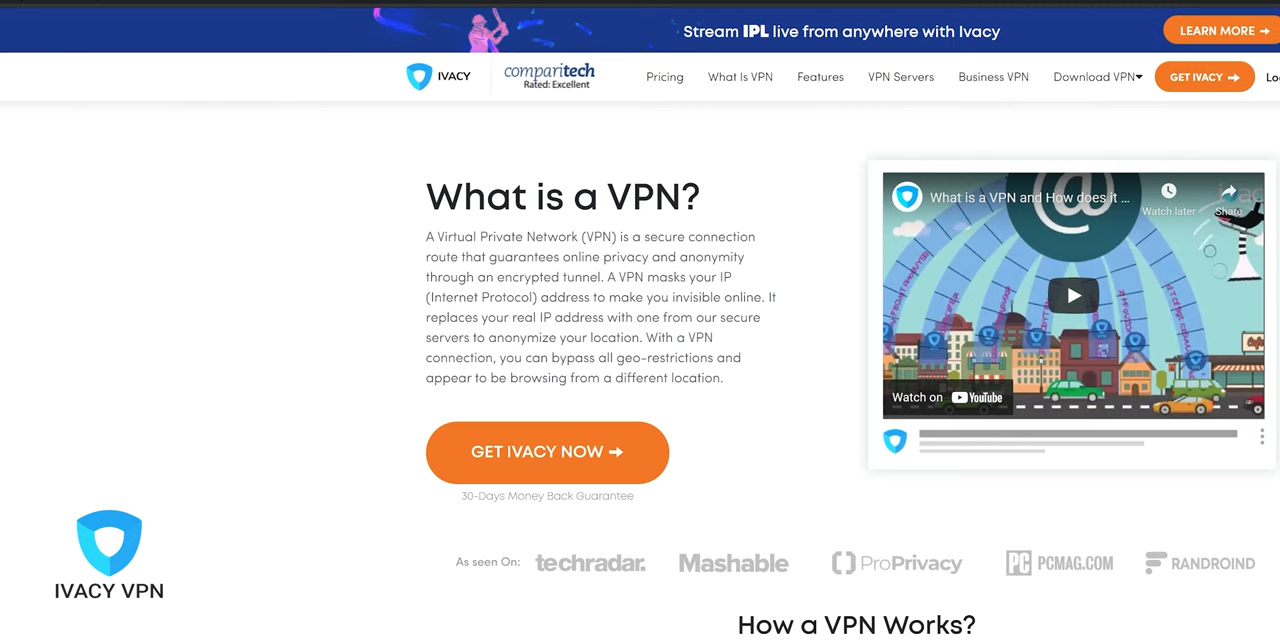 Stream IPL live from anywhere with Ivacy
LEARN MORE →
IVACY
comparitech
Rated: Excellent
Pricing
What Is VPN
Features
VPN Servers
Business VPN
Download VPN
GET IVACY →
Lo
What is a VPN?
A Virtual Private Network (VPN) is a secure connection
route that guarantees online privacy and anonymity
through an encrypted tunnel. A VPN masks your IP
(Internet Protocol) address to make you invisible online. It
replaces your real IP address with one from our secure
servers to anonymize your location. With a VPN
connection, you can bypass all geo-restrictions and
appear to be browsing from a different location.
GET IVACY NOW →
30-Days Money Back Guarantee
What is a VPN and How does it ...
Watch later
Share
@
Watch on YouTube
IVACY VPN
As seen On:
techradar.
Mashable
ProPrivacy
PC PCMAG.COM
RANDROID
How a VPN Works?